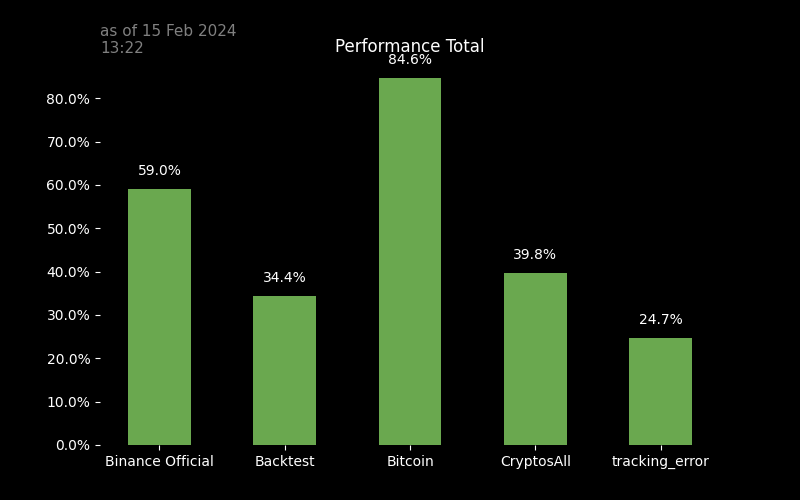 as of 15 Feb 2024
13:22
Performance Total
84.6%
80.0%
70.0%
59.0%
60.0%
50.0%
39.8%
40.0%
34.4%
30.0%
24.7%
20.0%
10.0%
0.0%
Binance Official
Backtest
Bitcoin
CryptosAll
tracking_error